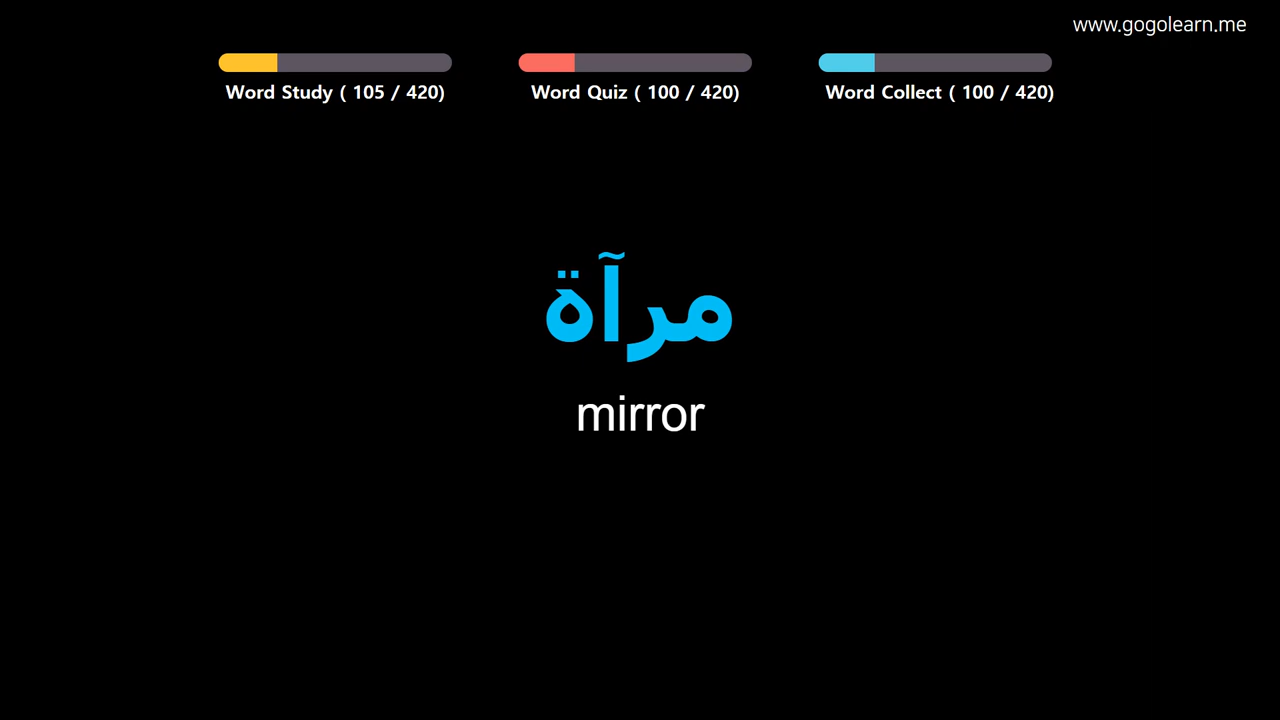 www.gogolearn.me
Word Study ( 105 / 420)
Word Quiz ( 100 / 420)
Word Collect ( 100 / 420)
مرآة
mirror